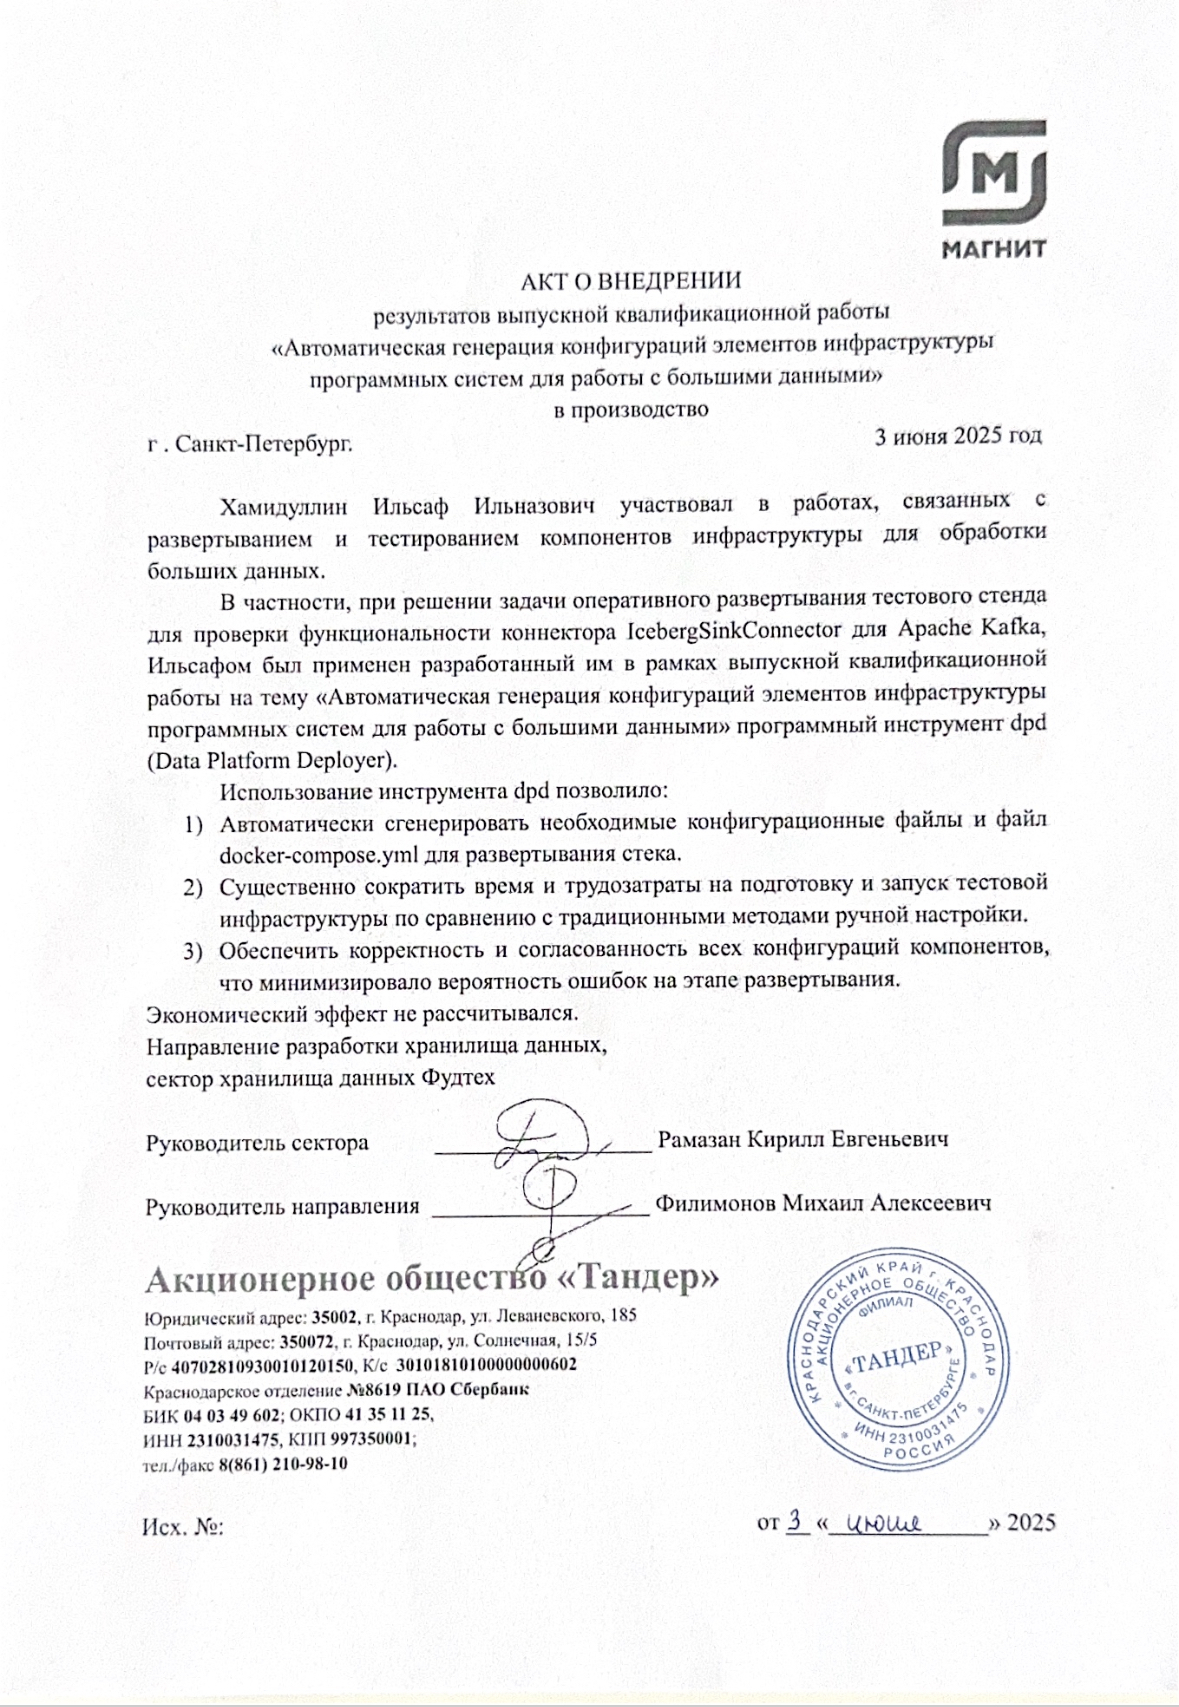 М
МАГНИТ
АКТ О ВНЕДРЕНИИ
результатов выпускной квалификационной работы
«Автоматическая генерация конфигураций элементов инфраструктуры
программных систем для работы с большими данными»
в производство
г . Санкт-Петербург.
3 июня 2025 год
Хамидуллин Ильсаф Ильназович участвовал в работах, связанных с
развертыванием и тестированием компонентов инфраструктуры для обработки
больших данных.
В частности, при решении задачи оперативного развертывания тестового стенда
для проверки функциональности коннектора IcebergSinkConnector для Apache Kafka,
Ильсафом был применен разработанный им в рамках выпускной квалификационной
работы на тему «Автоматическая генерация конфигураций элементов инфраструктуры
программных систем для работы с большими данными» программный инструмент dpd
(Data Platform Deployer).
Использование инструмента dpd позволило:
1) Автоматически сгенерировать необходимые конфигурационные файлы и файл
docker-compose.yml для развертывания стека.
2) Существенно сократить время и трудозатраты на подготовку и запуск тестовой
инфраструктуры по сравнению с традиционными методами ручной настройки.
3) Обеспечить корректность и согласованность всех конфигураций компонентов,
что минимизировало вероятность ошибок на этапе развертывания.
Экономический эффект не рассчитывался.
Направление разработки хранилища данных,
сектор хранилища данных Фудтех
Руководитель сектора Рамазан Кирилл Евгеньевич
Руководитель направления Филимонов Михаил Алексеевич
Акционерное общество «Тандер»
Юридический адрес: 35002, г. Краснодар, ул. Леваневского, 185
Почтовый адрес: 350072, г. Краснодар, ул. Солнечная, 15/5
Р/с 40702810930010120150, К/с 30101810100000000602
Краснодарское отделение №8619 ПАО Сбербанк
БИК 04 03 49 602; ОКПО 41 35 11 25,
ИНН 2310031475, КПП 997350001;
тел./факс 8(861) 210-98-10
КРАСНОДАРСКИЙ КРАЙ г. КРАСНОДАР
АКЦИОНЕРНОЕ ОБЩЕСТВО
ФИЛИАЛ
«ТАНДЕР»
в г. САНКТ-ПЕТЕРБУРГЕ
ИНН 2310031475
РОССИЯ
Исх. №:
от 3 « июня » 2025